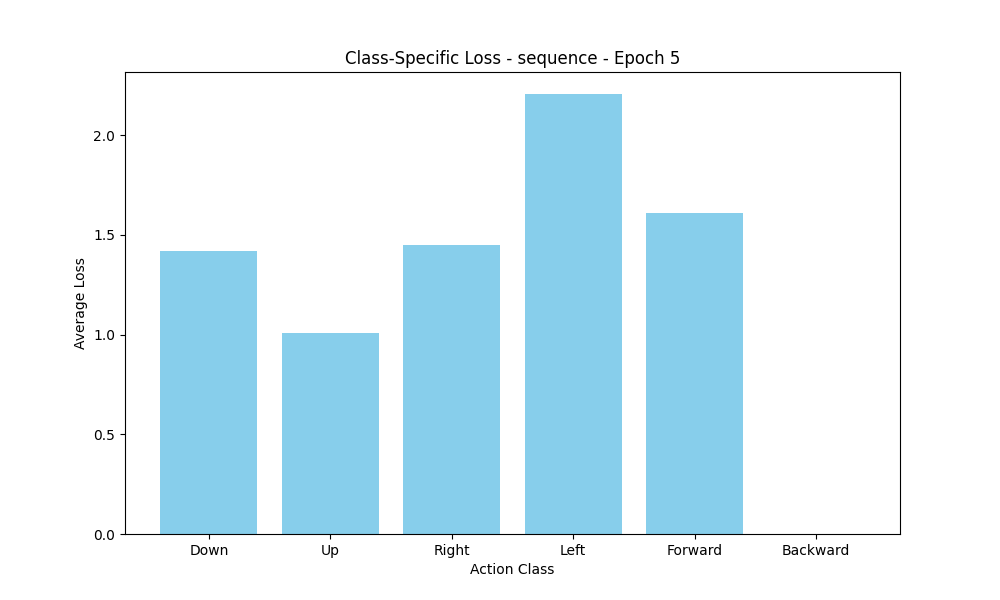 Class-Specific Loss - sequence - Epoch 5
Average Loss
2.0
1.5
1.0
0.5
0.0
Down Up Right Left Forward Backward
Action Class